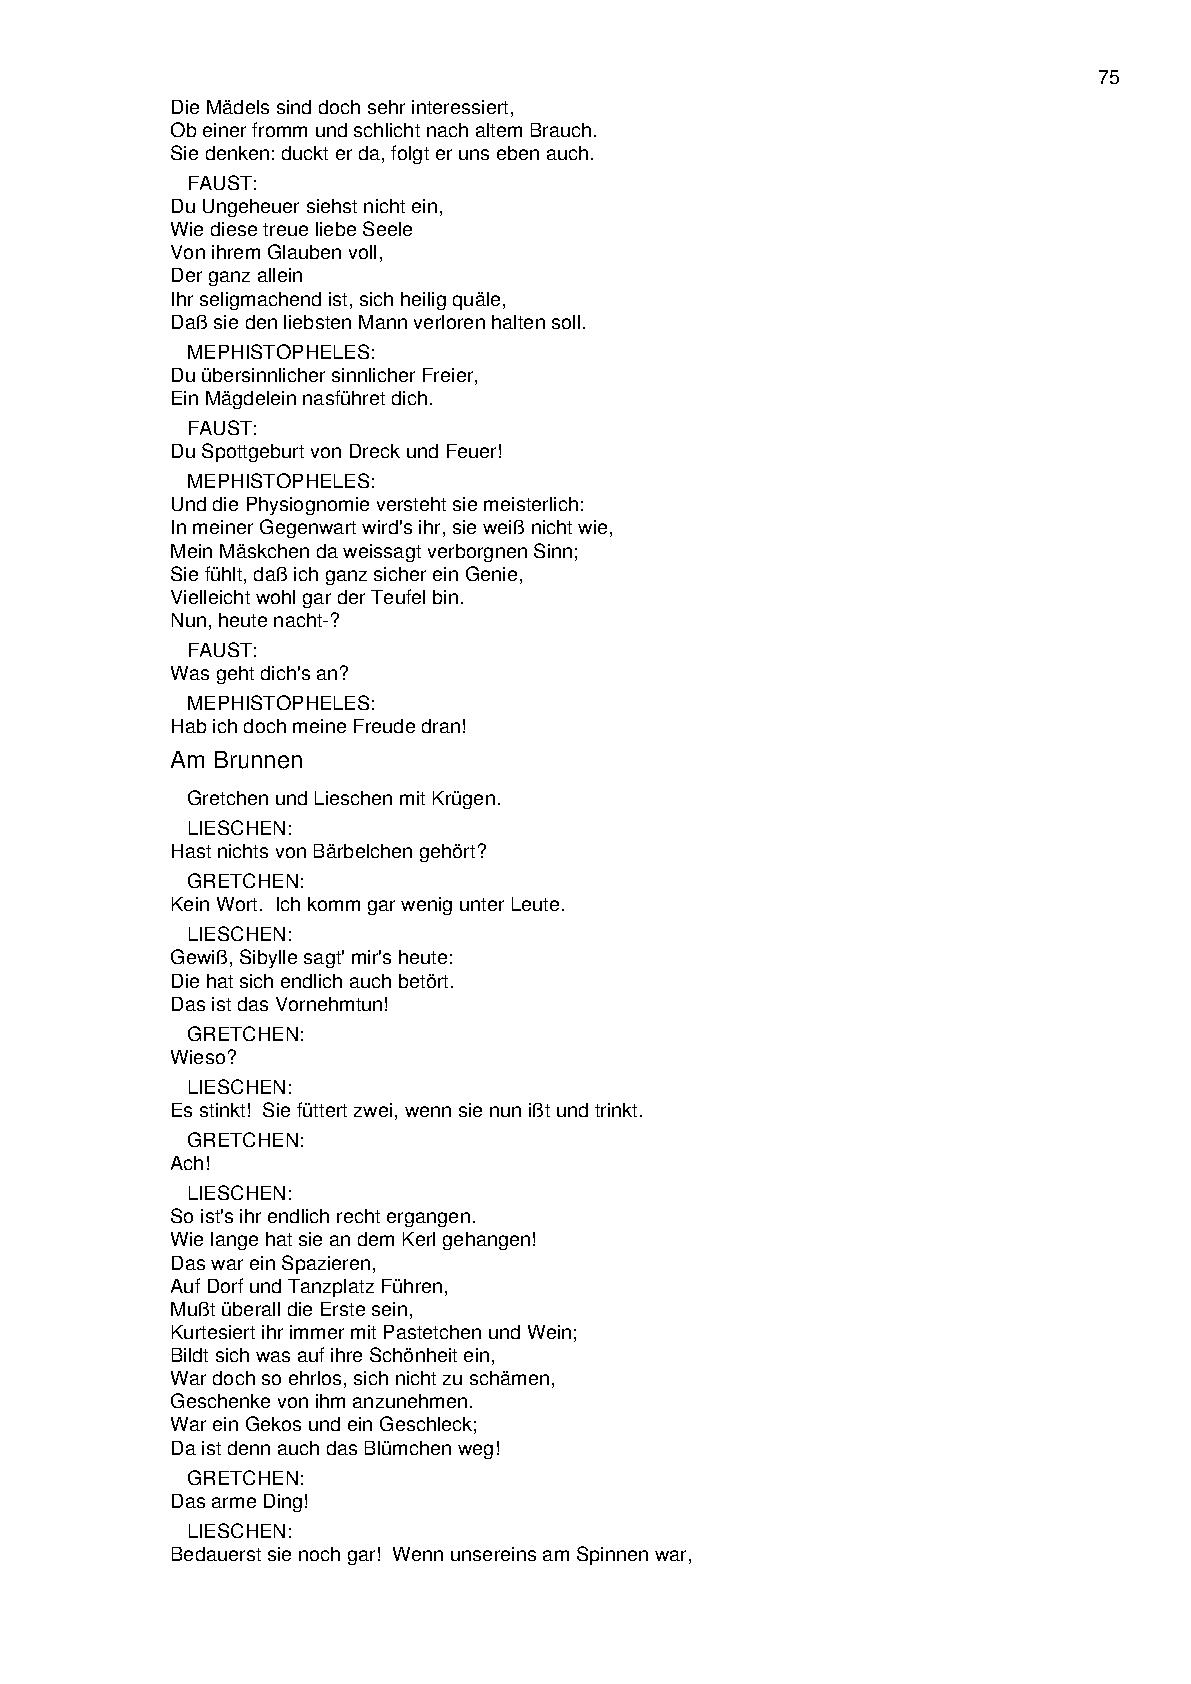 75
Die Mädels sind doch sehr interessiert,
Ob einer fromm und schlicht nach altem Brauch.
Sie denken: duckt er da, folgt er uns eben auch.
FAUST:
Du Ungeheuer siehst nicht ein,
Wie diese treue liebe Seele
Von ihrem Glauben voll,
Der ganz allein
Ihr seligmachend ist, sich heilig quäle,
Daß sie den liebsten Mann verloren halten soll.
MEPHISTOPHELES:
Du übersinnlicher sinnlicher Freier,
Ein Mägdelein nasführet dich.
FAUST:
Du Spottgeburt von Dreck und Feuer!
MEPHISTOPHELES:
Und die Physiognomie versteht sie meisterlich:
In meiner Gegenwart wird's ihr, sie weiß nicht wie,
Mein Mäskchen da weissagt verborgnen Sinn;
Sie fühlt, daß ich ganz sicher ein Genie,
Vielleicht wohl gar der Teufel bin.
Nun, heute nacht-?
FAUST:
Was geht dich's an?
MEPHISTOPHELES:
Hab ich doch meine Freude dran!
Am Brunnen
Gretchen und Lieschen mit Krügen.
LIESCHEN:
Hast nichts von Bärbelchen gehört?
GRETCHEN:
Kein Wort.  Ich komm gar wenig unter Leute.
LIESCHEN:
Gewiß, Sibylle sagt' mir's heute:
Die hat sich endlich auch betört.
Das ist das Vornehmtun!
GRETCHEN:
Wieso?
LIESCHEN:
Es stinkt!  Sie füttert zwei, wenn sie nun ißt und trinkt.
GRETCHEN:
Ach!
LIESCHEN:
So ist's ihr endlich recht ergangen.
Wie lange hat sie an dem Kerl gehangen!
Das war ein Spazieren,
Auf Dorf und Tanzplatz Führen,
Mußt überall die Erste sein,
Kurtesiert ihr immer mit Pastetchen und Wein;
Bildt sich was auf ihre Schönheit ein,
War doch so ehrlos, sich nicht zu schämen,
Geschenke von ihm anzunehmen.
War ein Gekos und ein Geschleck;
Da ist denn auch das Blümchen weg!
GRETCHEN:
Das arme Ding!
LIESCHEN:
Bedauerst sie noch gar!  Wenn unsereins am Spinnen war,